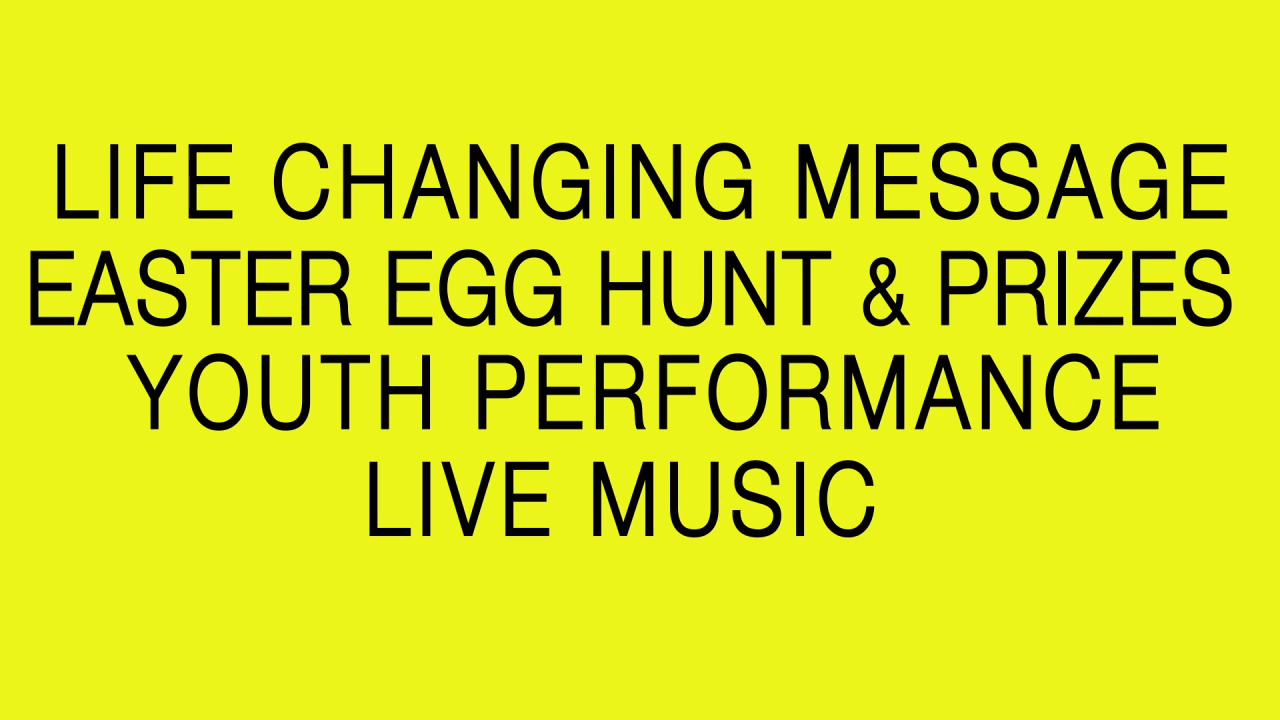 LIFE CHANGING MESSAGE
EASTER EGG HUNT & PRIZES
YOUTH PERFORMANCE
LIVE MUSIC